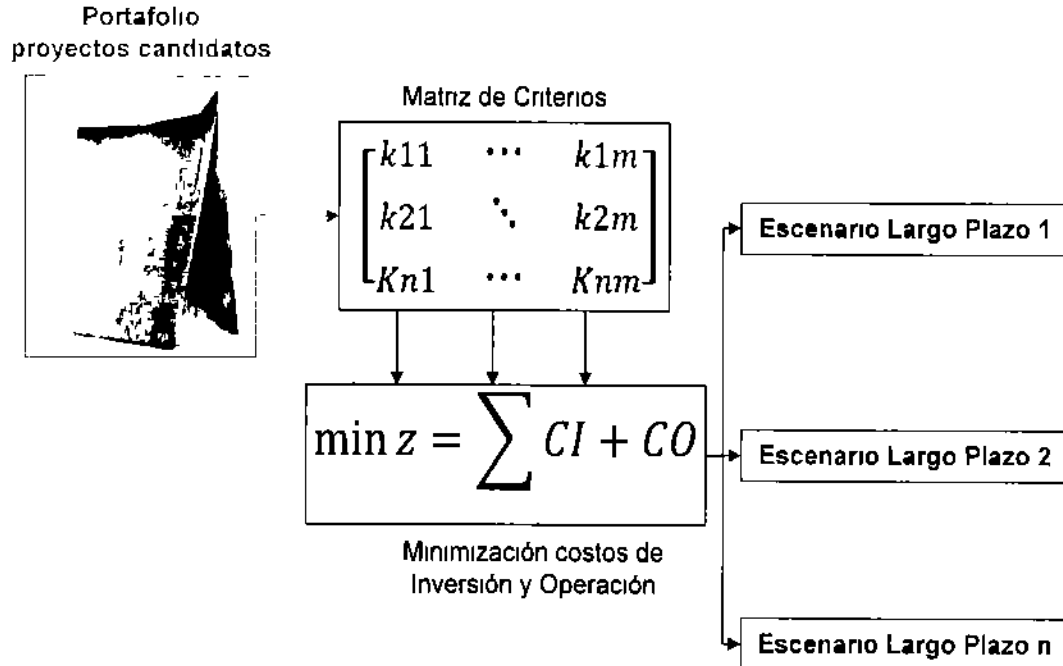 Portafolio
proyectos candidatos
Matriz de Criterios
k11 ⋯ k1m
k21 ⋱ k2m
Kn1 ⋯ Knm
min z = ∑ CI + CO
Minimización costos de
Inversión y Operación
Escenario Largo Plazo 1
Escenario Largo Plazo 2
Escenario Largo Plazo n